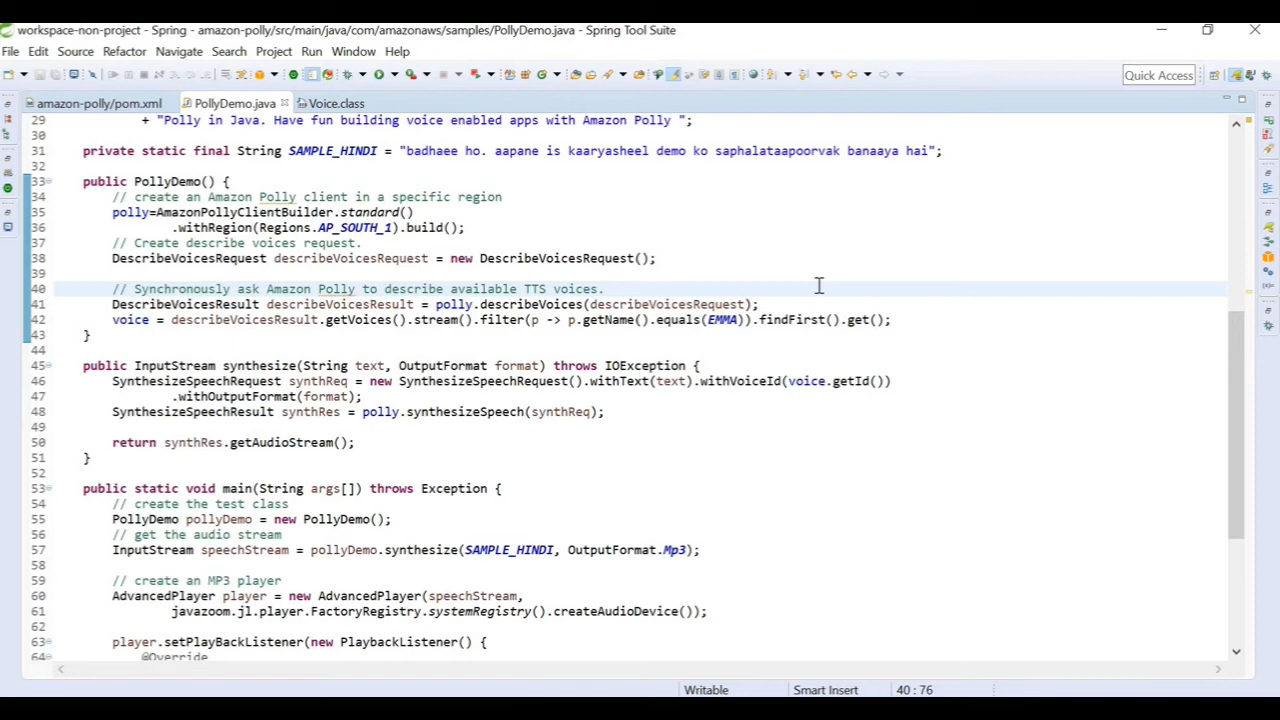 workspace-non-project - Spring - amazon-polly/src/main/java/com/amazonaws/samples/PollyDemo.java - Spring Tool Suite
File Edit Source Refactor Navigate Search Project Run Window Help
Quick Access
amazon-polly/pom.xml PollyDemo.java Voice.class
29 + "Polly in Java. Have fun building voice enabled apps with Amazon Polly ";
30
31 private static final String SAMPLE_HINDI = "badhaee ho. aapane is kaaryasheel demo ko saphalataapoorvak banaaya hai";
32
33 public PollyDemo() {
34 // create an Amazon Polly client in a specific region
35 polly=AmazonPollyClientBuilder.standard()
36 .withRegion(Regions.AP_SOUTH_1).build();
37 // Create describe voices request.
38 DescribeVoicesRequest describeVoicesRequest = new DescribeVoicesRequest();
39
40 // Synchronously ask Amazon Polly to describe available TTS voices.
41 DescribeVoicesResult describeVoicesResult = polly.describeVoices(describeVoicesRequest);
42 voice = describeVoicesResult.getVoices().stream().filter(p -> p.getName().equals(EMMA)).findFirst().get();
43 }
44
45 public InputStream synthesize(String text, OutputFormat format) throws IOException {
46 SynthesizeSpeechRequest synthReq = new SynthesizeSpeechRequest().withText(text).withVoiceId(voice.getId())
47 .withOutputFormat(format);
48 SynthesizeSpeechResult synthRes = polly.synthesizeSpeech(synthReq);
49
50 return synthRes.getAudioStream();
51 }
52
53 public static void main(String args[]) throws Exception {
54 // create the test class
55 PollyDemo pollyDemo = new PollyDemo();
56 // get the audio stream
57 InputStream speechStream = pollyDemo.synthesize(SAMPLE_HINDI, OutputFormat.Mp3);
58
59 // create an MP3 player
60 AdvancedPlayer player = new AdvancedPlayer(speechStream,
61 javazoom.jl.player.FactoryRegistry.systemRegistry().createAudioDevice());
62
63 player.setPlayBackListener(new PlaybackListener() {
64 @Override
Writable Smart Insert 40 : 76